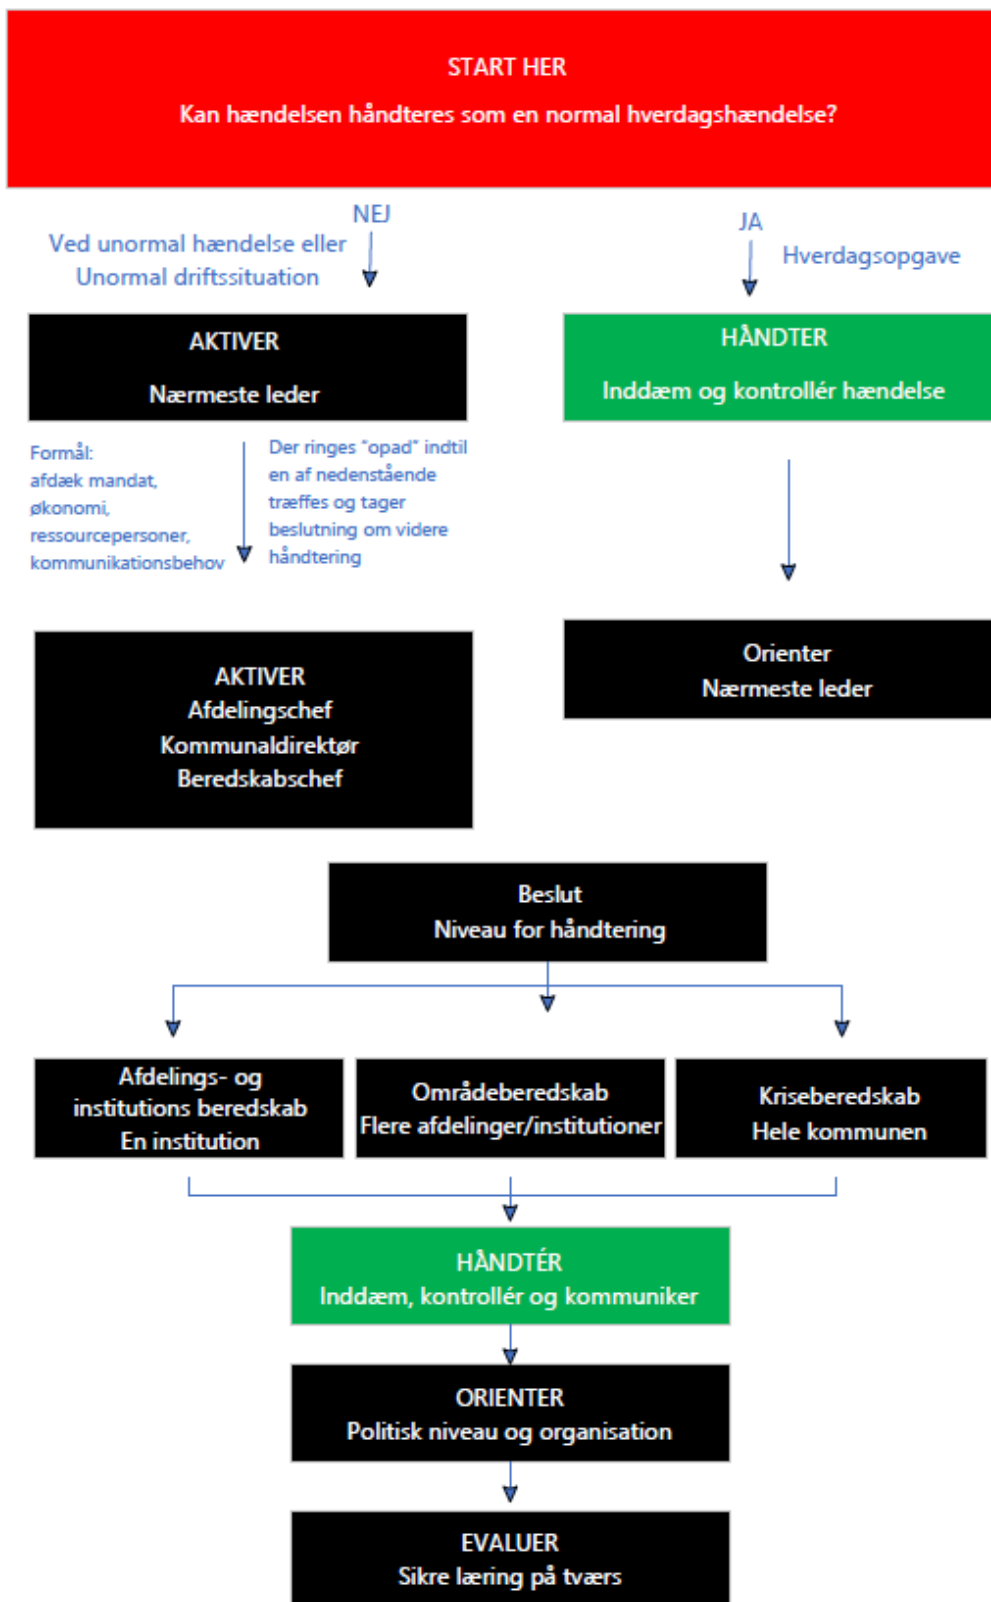 START HER
Kan hændelsen håndteres som en normal hverdagshændelse?
NEJ
Ved unormal hændelse eller
Unormal driftssituation
JA
Hverdagsopgave
AKTIVER
Nærmeste leder
HÅNDTER
Inddæm og kontrollér hændelse
Formål:
afdæk mandat,
økonomi,
ressourcepersoner,
kommunikationsbehov
Der ringes "opad" indtil
en af nedenstående
træffes og tager
beslutning om videre
håndtering
Orienter
Nærmeste leder
AKTIVER
Afdelingschef
Kommunaldirektør
Beredskabschef
Beslut
Niveau for håndtering
Afdelings- og
institutions beredskab
En institution
Områdeberedskab
Flere afdelinger/institutioner
Kriseberedskab
Hele kommunen
HÅNDTÉR
Inddæm, kontrollér og kommuniker
ORIENTER
Politisk niveau og organisation
EVALUER
Sikre læring på tværs